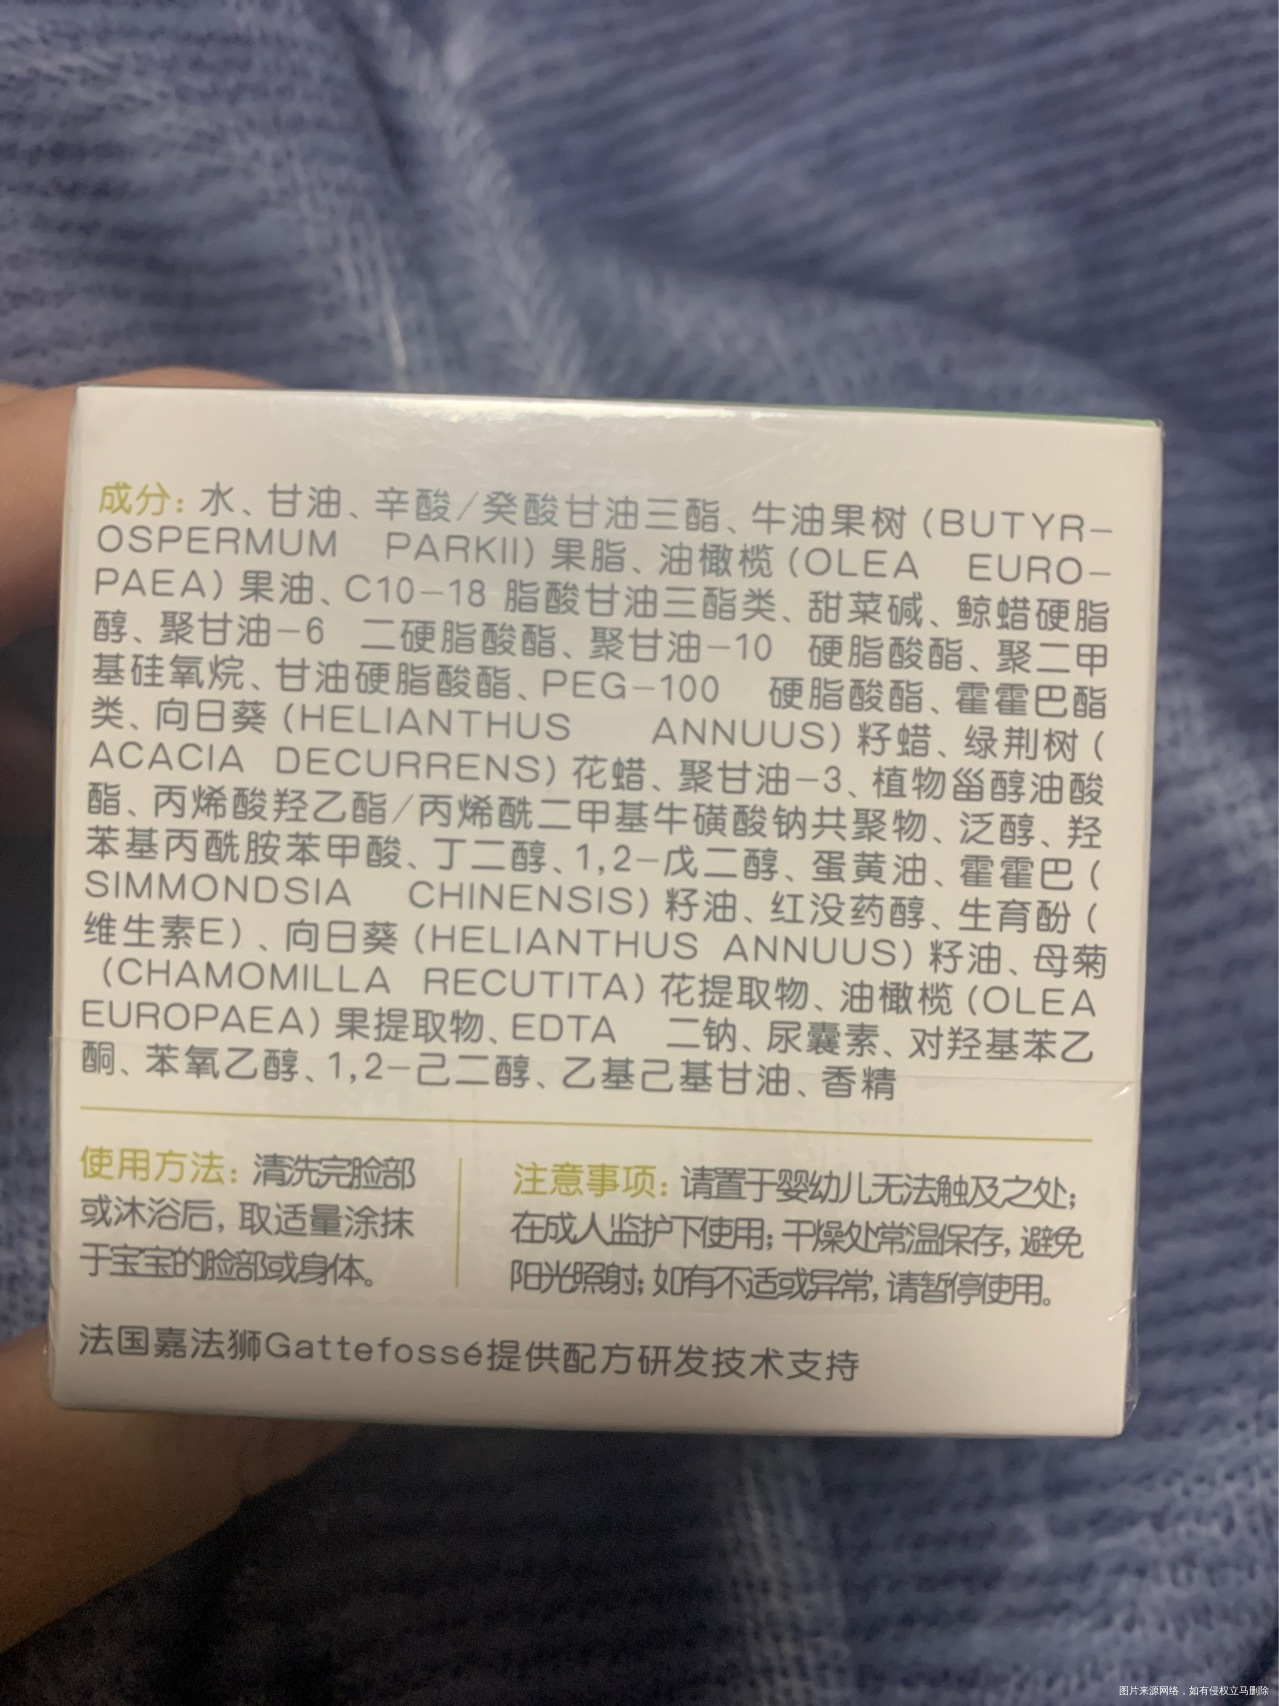 成分：水、甘油、辛酸/癸酸甘油三酯、牛油果树（BUTYR-
OSPERMUM PARKII）果脂、油橄榄（OLEA EURO-
PAEA）果油、C10-18 脂酸甘油三酯类、甜菜碱、鲸蜡硬脂
醇、聚甘油-6 二硬脂酸酯、聚甘油-10 硬脂酸酯、聚二甲
基硅氧烷、甘油硬脂酸酯、PEG-100 硬脂酸酯、霍霍巴酯
类、向日葵（HELIANTHUS ANNUUS）籽蜡、绿荆树（
ACACIA DECURRENS）花蜡、聚甘油-3、植物甾醇油酸
酯、丙烯酸羟乙酯/丙烯酰二甲基牛磺酸钠共聚物、泛醇、羟
苯基丙酰胺苯甲酸、丁二醇、1,2-戊二醇、蛋黄油、霍霍巴（
SIMMONDSIA CHINENSIS）籽油、红没药醇、生育酚（
维生素E）、向日葵（HELIANTHUS ANNUUS）籽油、母菊
（CHAMOMILLA RECUTITA）花提取物、油橄榄（OLEA
EUROPAEA）果提取物、EDTA 二钠、尿囊素、对羟基苯乙
酮、苯氧乙醇、1,2-己二醇、乙基己基甘油、香精
使用方法：清洗完脸部
或沐浴后，取适量涂抹
于宝宝的脸部或身体。
注意事项：请置于婴幼儿无法触及之处；
在成人监护下使用；干燥处常温保存，避免
阳光照射；如有不适或异常，请暂停使用。
法国嘉法狮Gattefossé提供配方研发技术支持
图片来源网络，如有侵权立马删除